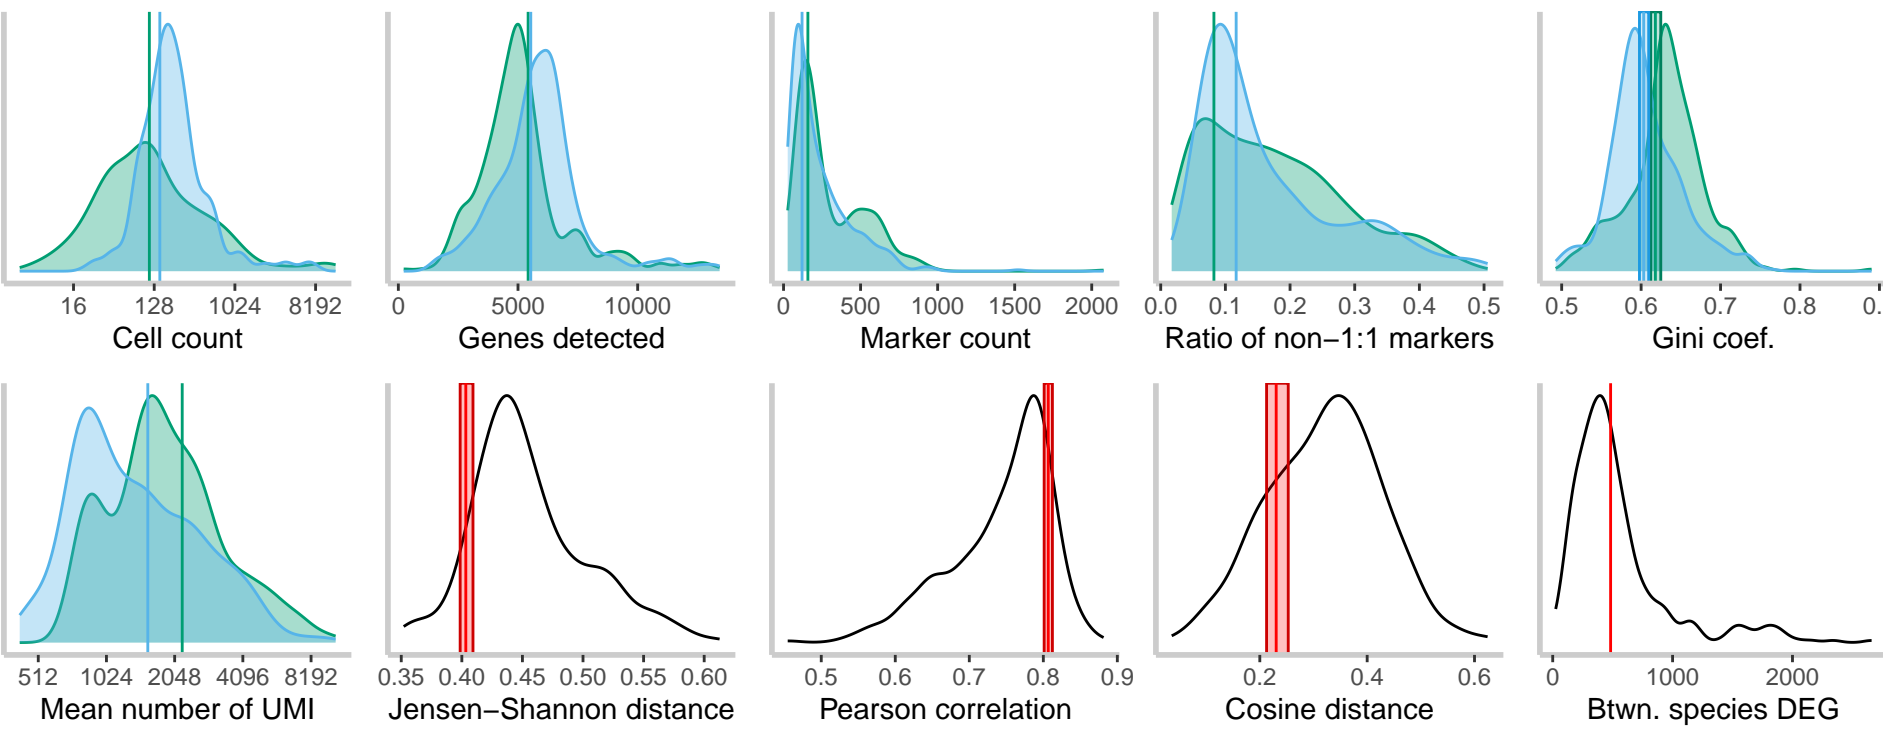 16 128 1024 8192
Cell count
0 5000 10000
Genes detected
0 500 1000 1500 2000
Marker count
0.0 0.1 0.2 0.3 0.4 0.5
Ratio of non−1:1 markers
0.5 0.6 0.7 0.8 0.
Gini coef.
512 1024 2048 4096 8192
Mean number of UMI
0.35 0.40 0.45 0.50 0.55 0.60
Jensen−Shannon distance
0.5 0.6 0.7 0.8 0.9
Pearson correlation
0.2 0.4 0.6
Cosine distance
0 1000 2000
Btwn. species DEG